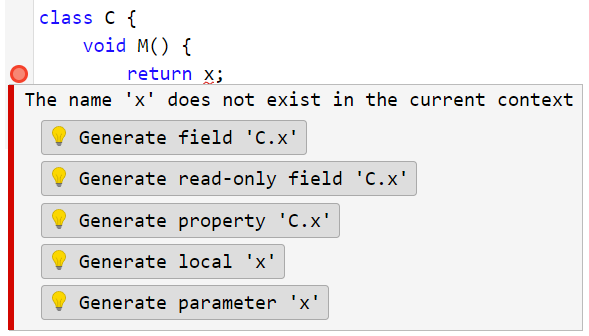 class C {
void M() {
return x;
The name 'x' does not exist in the current context
Generate field 'C.x'
Generate read-only field 'C.x'
Generate property 'C.x'
Generate local 'x'
Generate parameter 'x'